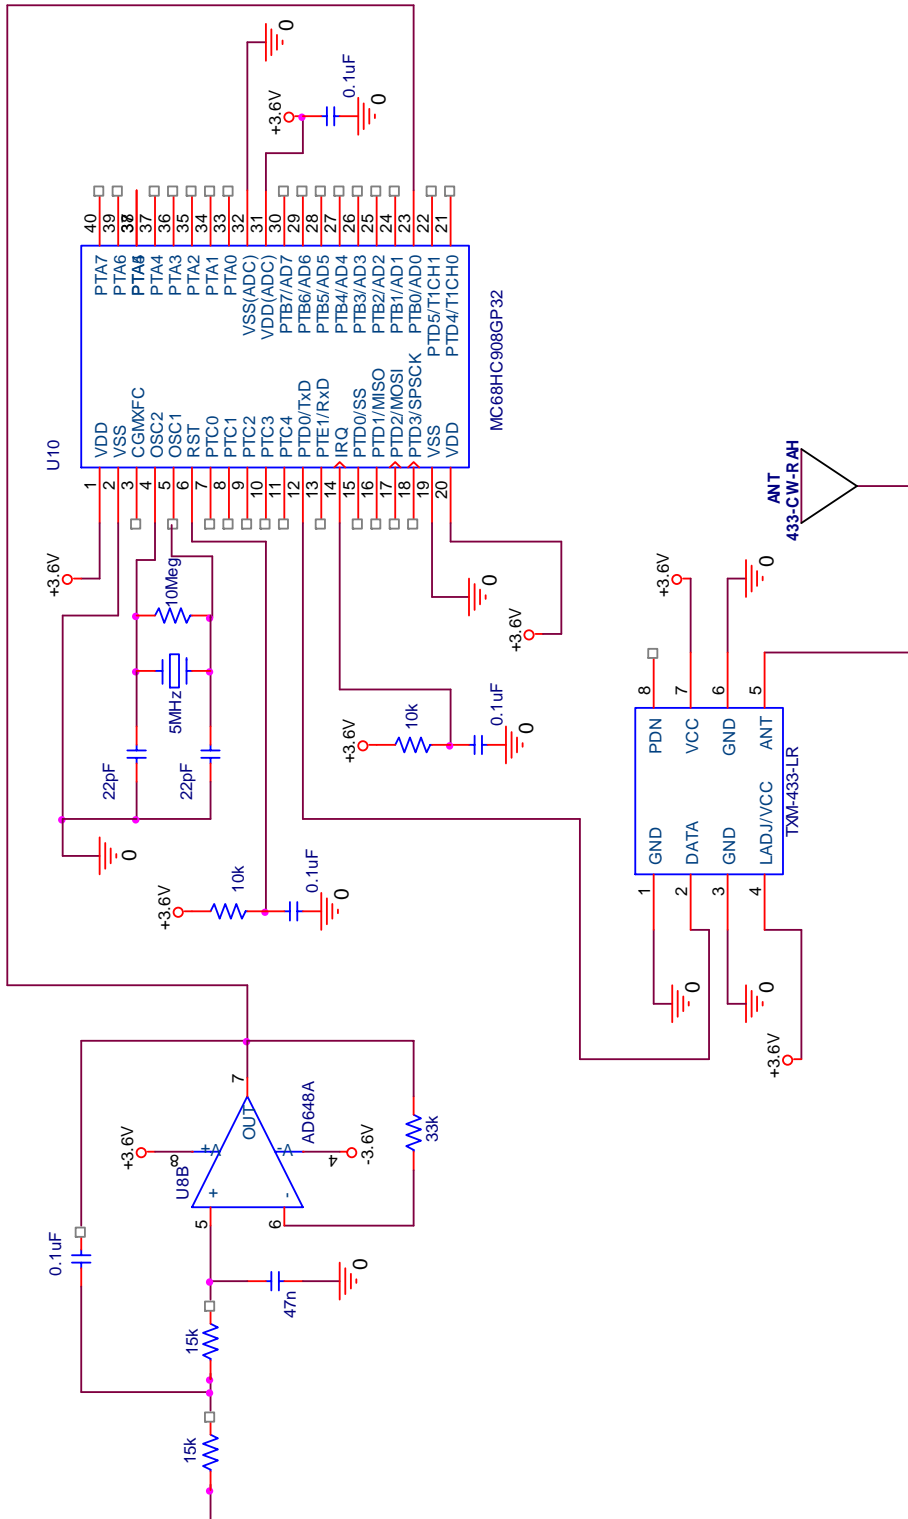 0
+3.6V
0.1uF
0
40
39
38
37
37
36
35
34
33
32
31
30
29
28
27
26
25
24
23
22
21
PTA7
PTA6
PTA5
PTA4
PTA3
PTA2
PTA1
PTA0
VSS(ADC)
VDD(ADC)
PTB7/AD7
PTB6/AD6
PTB5/AD5
PTB4/AD4
PTB3/AD3
PTB2/AD2
PTB1/AD1
PTB0/AD0
PTD5/T1CH1
PTD4/T1CH0
MC68HC908GP32
U10
VDD
VSS
CGMXFC
OSC2
OSC1
RST
PTC0
PTC1
PTC2
PTC3
PTC4
PTD0/TxD
PTE1/RxD
IRQ
PTD0/SS
PTD1/MISO
PTD2/MOSI
PTD3/SPSCK
VSS
VDD
1
2
3
4
5
6
7
8
9
10
11
12
13
14
15
16
17
18
19
20
+3.6V
10Meg
5MHz
22pF
22pF
0
+3.6V
10k
0.1uF
0
+3.6V
10k
0.1uF
0
0
+3.6V
ANT
433-CW-RAH
+3.6V
0
8
7
6
5
PDN
VCC
GND
ANT
TXM-433-LR
GND
DATA
GND
LADJ/VCC
1
2
3
4
0
0
+3.6V
7
OUT
AD648A
U8B
+3.6V
8
V+
V-
4
-3.6V
+
-
5
6
33k
0.1uF
47n
0
15k
15k